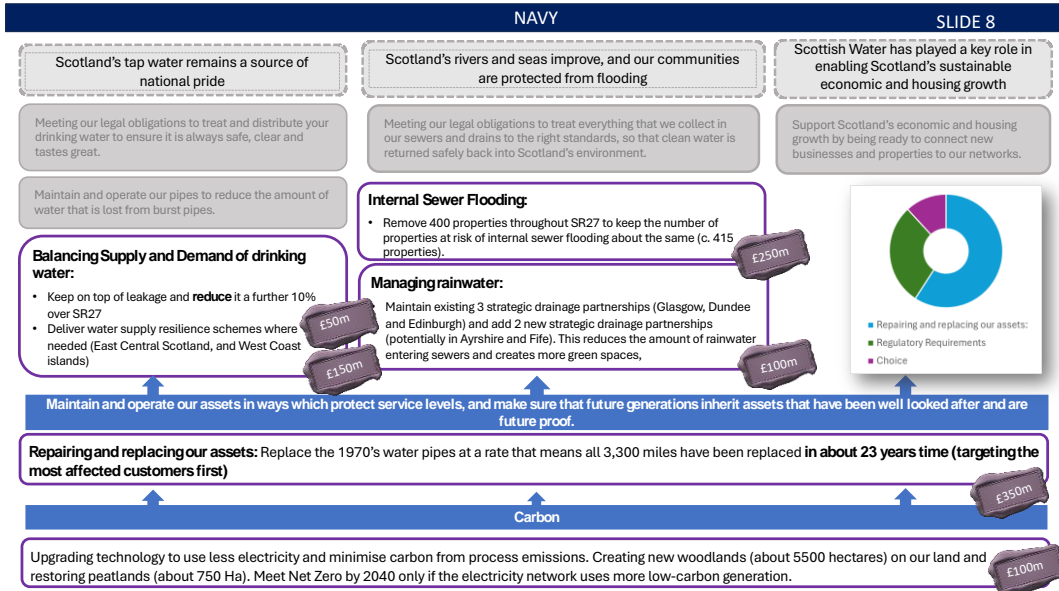 NAVY
SLIDE 8
Scotland's tap water remains a source of
national pride
Scotland's rivers and seas improve, and our communities
are protected from flooding
Scottish Water has played a key role in
enabling Scotland's sustainable
economic and housing growth
Meeting our legal obligations to treat and distribute your
drinking water to ensure it is always safe, clear and
tastes great.
Meeting our legal obligations to treat everything that we collect in
our sewers and drains to the right standards, so that clean water is
returned safely back into Scotland's environment.
Support Scotland's economic and housing
growth by being ready to connect new
businesses and properties to our networks.
Maintain and operate our pipes to reduce the amount of
water that is lost from burst pipes.
Internal Sewer Flooding:
• Remove 400 properties throughout SR27 to keep the number of
properties at risk of internal sewer flooding about the same (c. 415
properties).
£250m
Balancing Supply and Demand of drinking
water:
• Keep on top of leakage and reduce it a further 10%
over SR27
• Deliver water supply resilience schemes where
needed (East Central Scotland, and West Coast
islands)
£50m
£150m
Managing rainwater:
Maintain existing 3 strategic drainage partnerships (Glasgow, Dundee
and Edinburgh) and add 2 new strategic drainage partnerships
(potentially in Ayrshire and Fife). This reduces the amount of rainwater
entering sewers and creates more green spaces,
£100m
Repairing and replacing our assets:
Regulatory Requirements
Choice
Maintain and operate our assets in ways which protect service levels, and make sure that future generations inherit assets that have been well looked after and are
future proof.
Repairing and replacing our assets: Replace the 1970's water pipes at a rate that means all 3,300 miles have been replaced in about 23 years time (targeting the
most affected customers first)
£350m
Carbon
Upgrading technology to use less electricity and minimise carbon from process emissions. Creating new woodlands (about 5500 hectares) on our land and
restoring peatlands (about 750 Ha). Meet Net Zero by 2040 only if the electricity network uses more low-carbon generation.
£100m